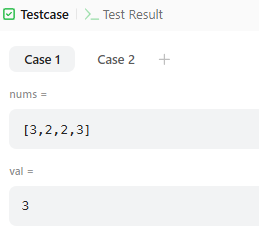 Testcase Test Result
Case 1 Case 2 +
nums =
[3,2,2,3]
val =
3